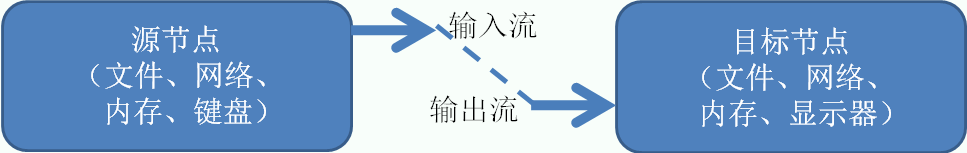 源节点
（文件、网络、
内存、键盘）
输入流
输出流
目标节点
（文件、网络、
内存、显示器）